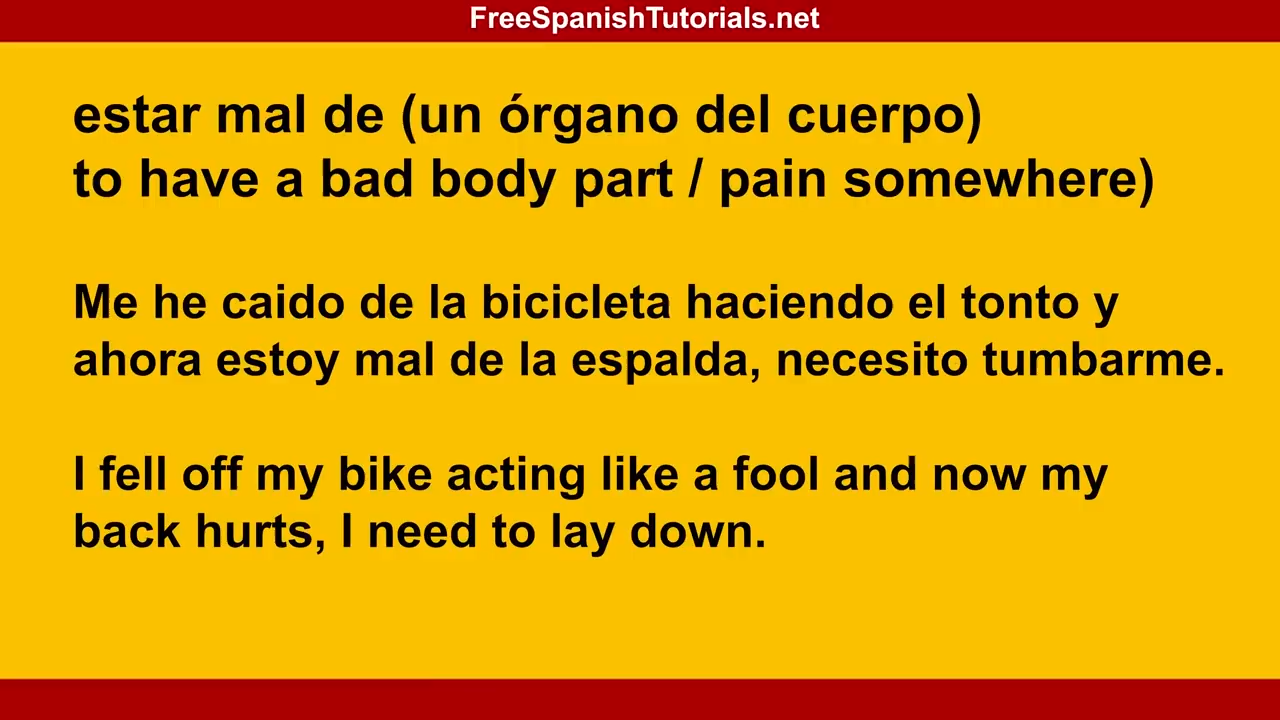 FreeSpanishTutorials.net
estar mal de (un órgano del cuerpo)
to have a bad body part / pain somewhere)
Me he caido de la bicicleta haciendo el tonto y
ahora estoy mal de la espalda, necesito tumbarme.
I fell off my bike acting like a fool and now my
back hurts, I need to lay down.